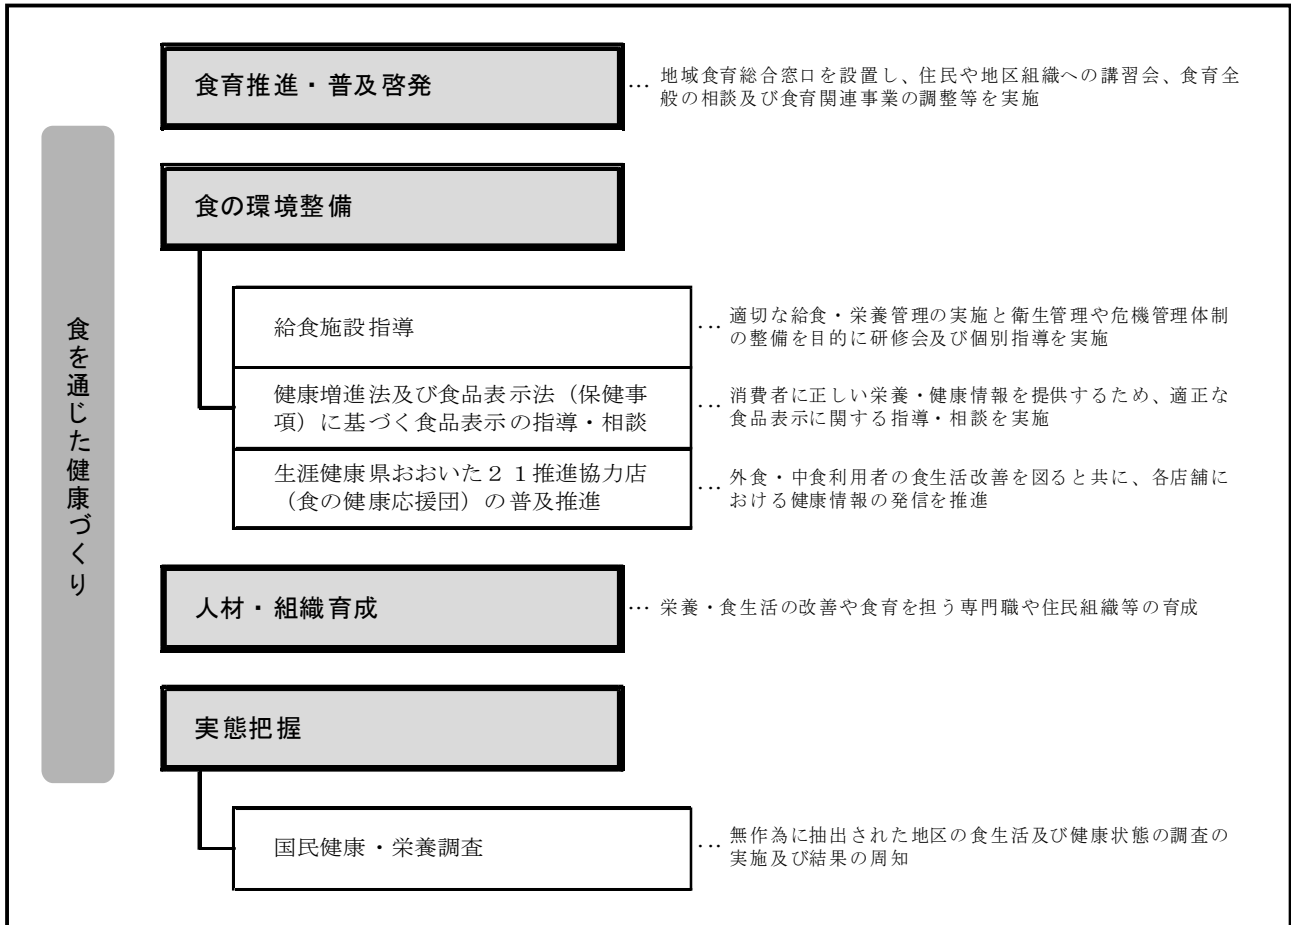 食を通じた健康づくり
食育推進・普及啓発
… 地域食育総合窓口を設置し、住民や地区組織への講習会、食育全
般の相談及び食育関連事業の調整等を実施
食の環境整備
給食施設指導
… 適切な給食・栄養管理の実施と衛生管理や危機管理体制
の整備を目的に研修会及び個別指導を実施
健康増進法及び食品表示法（保健事
項）に基づく食品表示の指導・相談
… 消費者に正しい栄養・健康情報を提供するため、適正な
食品表示に関する指導・相談を実施
生涯健康県おおいた２１推進協力店
（食の健康応援団）の普及推進
… 外食・中食利用者の食生活改善を図ると共に、各店舗に
おける健康情報の発信を推進
人材・組織育成
… 栄養・食生活の改善や食育を担う専門職や住民組織等の育成
実態把握
国民健康・栄養調査
… 無作為に抽出された地区の食生活及び健康状態の調査の
実施及び結果の周知